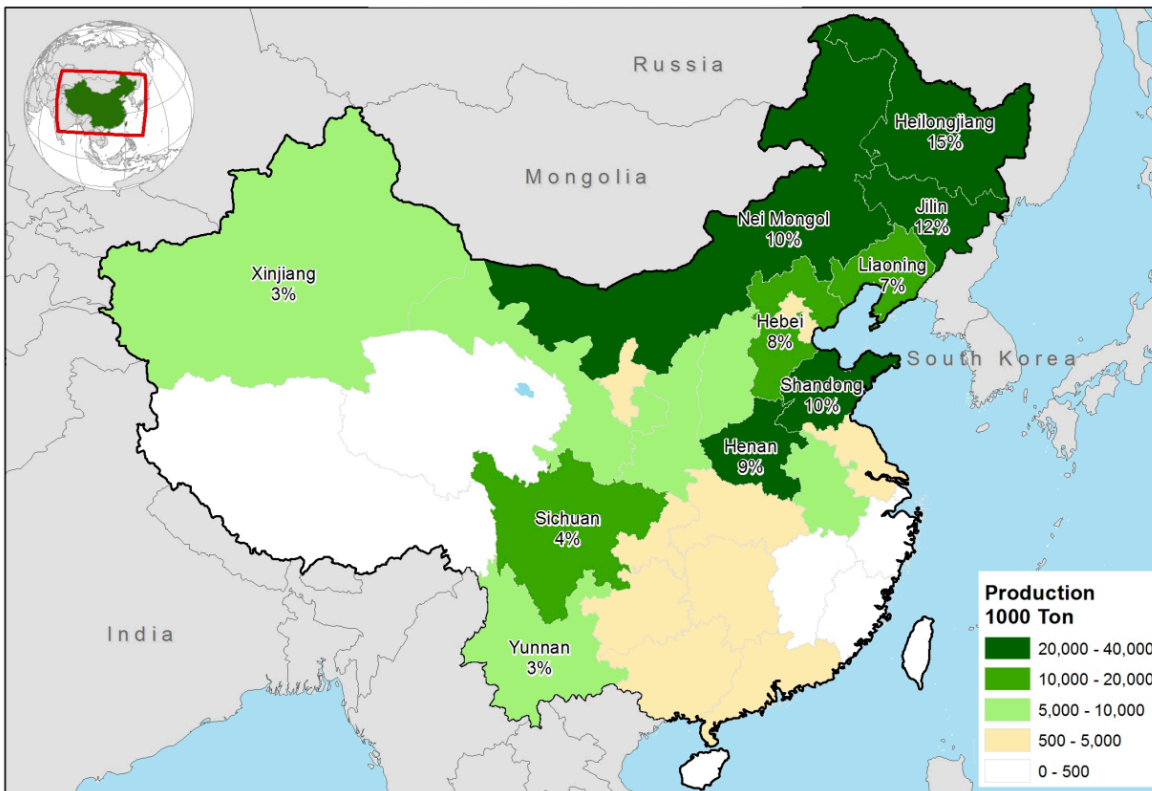 Russia
Heilongjiang
15%
Mongolia
Jilin
12%
Nei Mongol
10%
Liaoning
7%
Xinjiang
3%
Hebei
8%
South Korea
Shandong
10%
Henan
9%
Sichuan
4%
India
Yunnan
3%
Production
1000 Ton
20,000 - 40,000
10,000 - 20,000
5,000 - 10,000
500 - 5,000
0 - 500